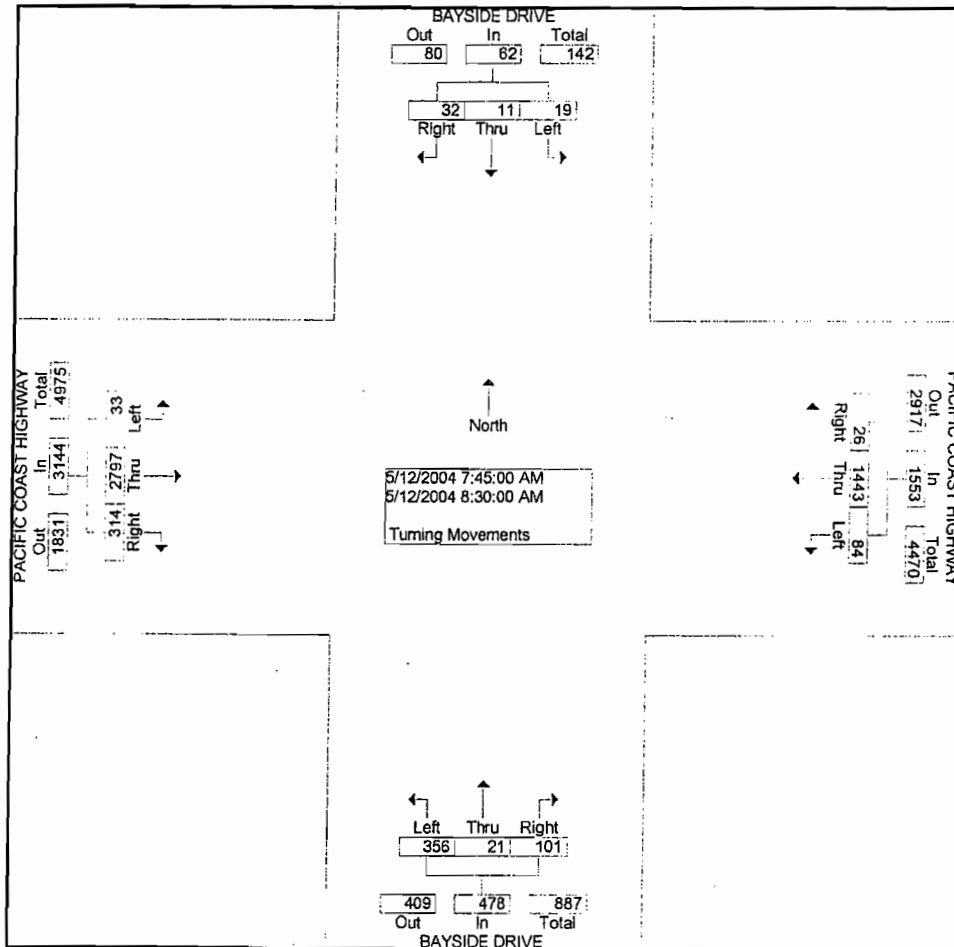 BAYSIDE DRIVE
Out In Total
80 62 142
32 11 19
Right Thru Left
PACIFIC COAST HIGHWAY
Total In Out
4975 3144 1831
33 2797 314
Left Thru Right
North
5/12/2004 7:45:00 AM
5/12/2004 8:30:00 AM
Turning Movements
Right Thru Left
26 1443 84
2917 1553 4470
Out In Total
PACIFIC COAST HIGHWAY
Left Thru Right
356 21 101
409 478 887
Out In Total
BAYSIDE DRIVE